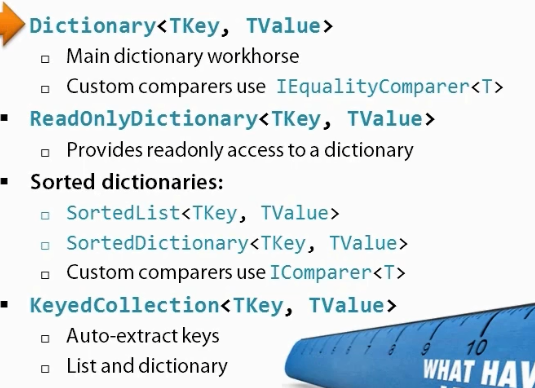 Dictionary<TKey, TValue>
Main dictionary workhorse
Custom comparers use IEqualityComparer<T>
ReadOnlyDictionary<TKey, TValue>
Provides readonly access to a dictionary
Sorted dictionaries:
SortedList<TKey, TValue>
SortedDictionary<TKey, TValue>
Custom comparers use IComparer<T>
KeyedCollection<TKey, TValue>
Auto-extract keys
List and dictionary
7 8 9 10
WHAT HAV